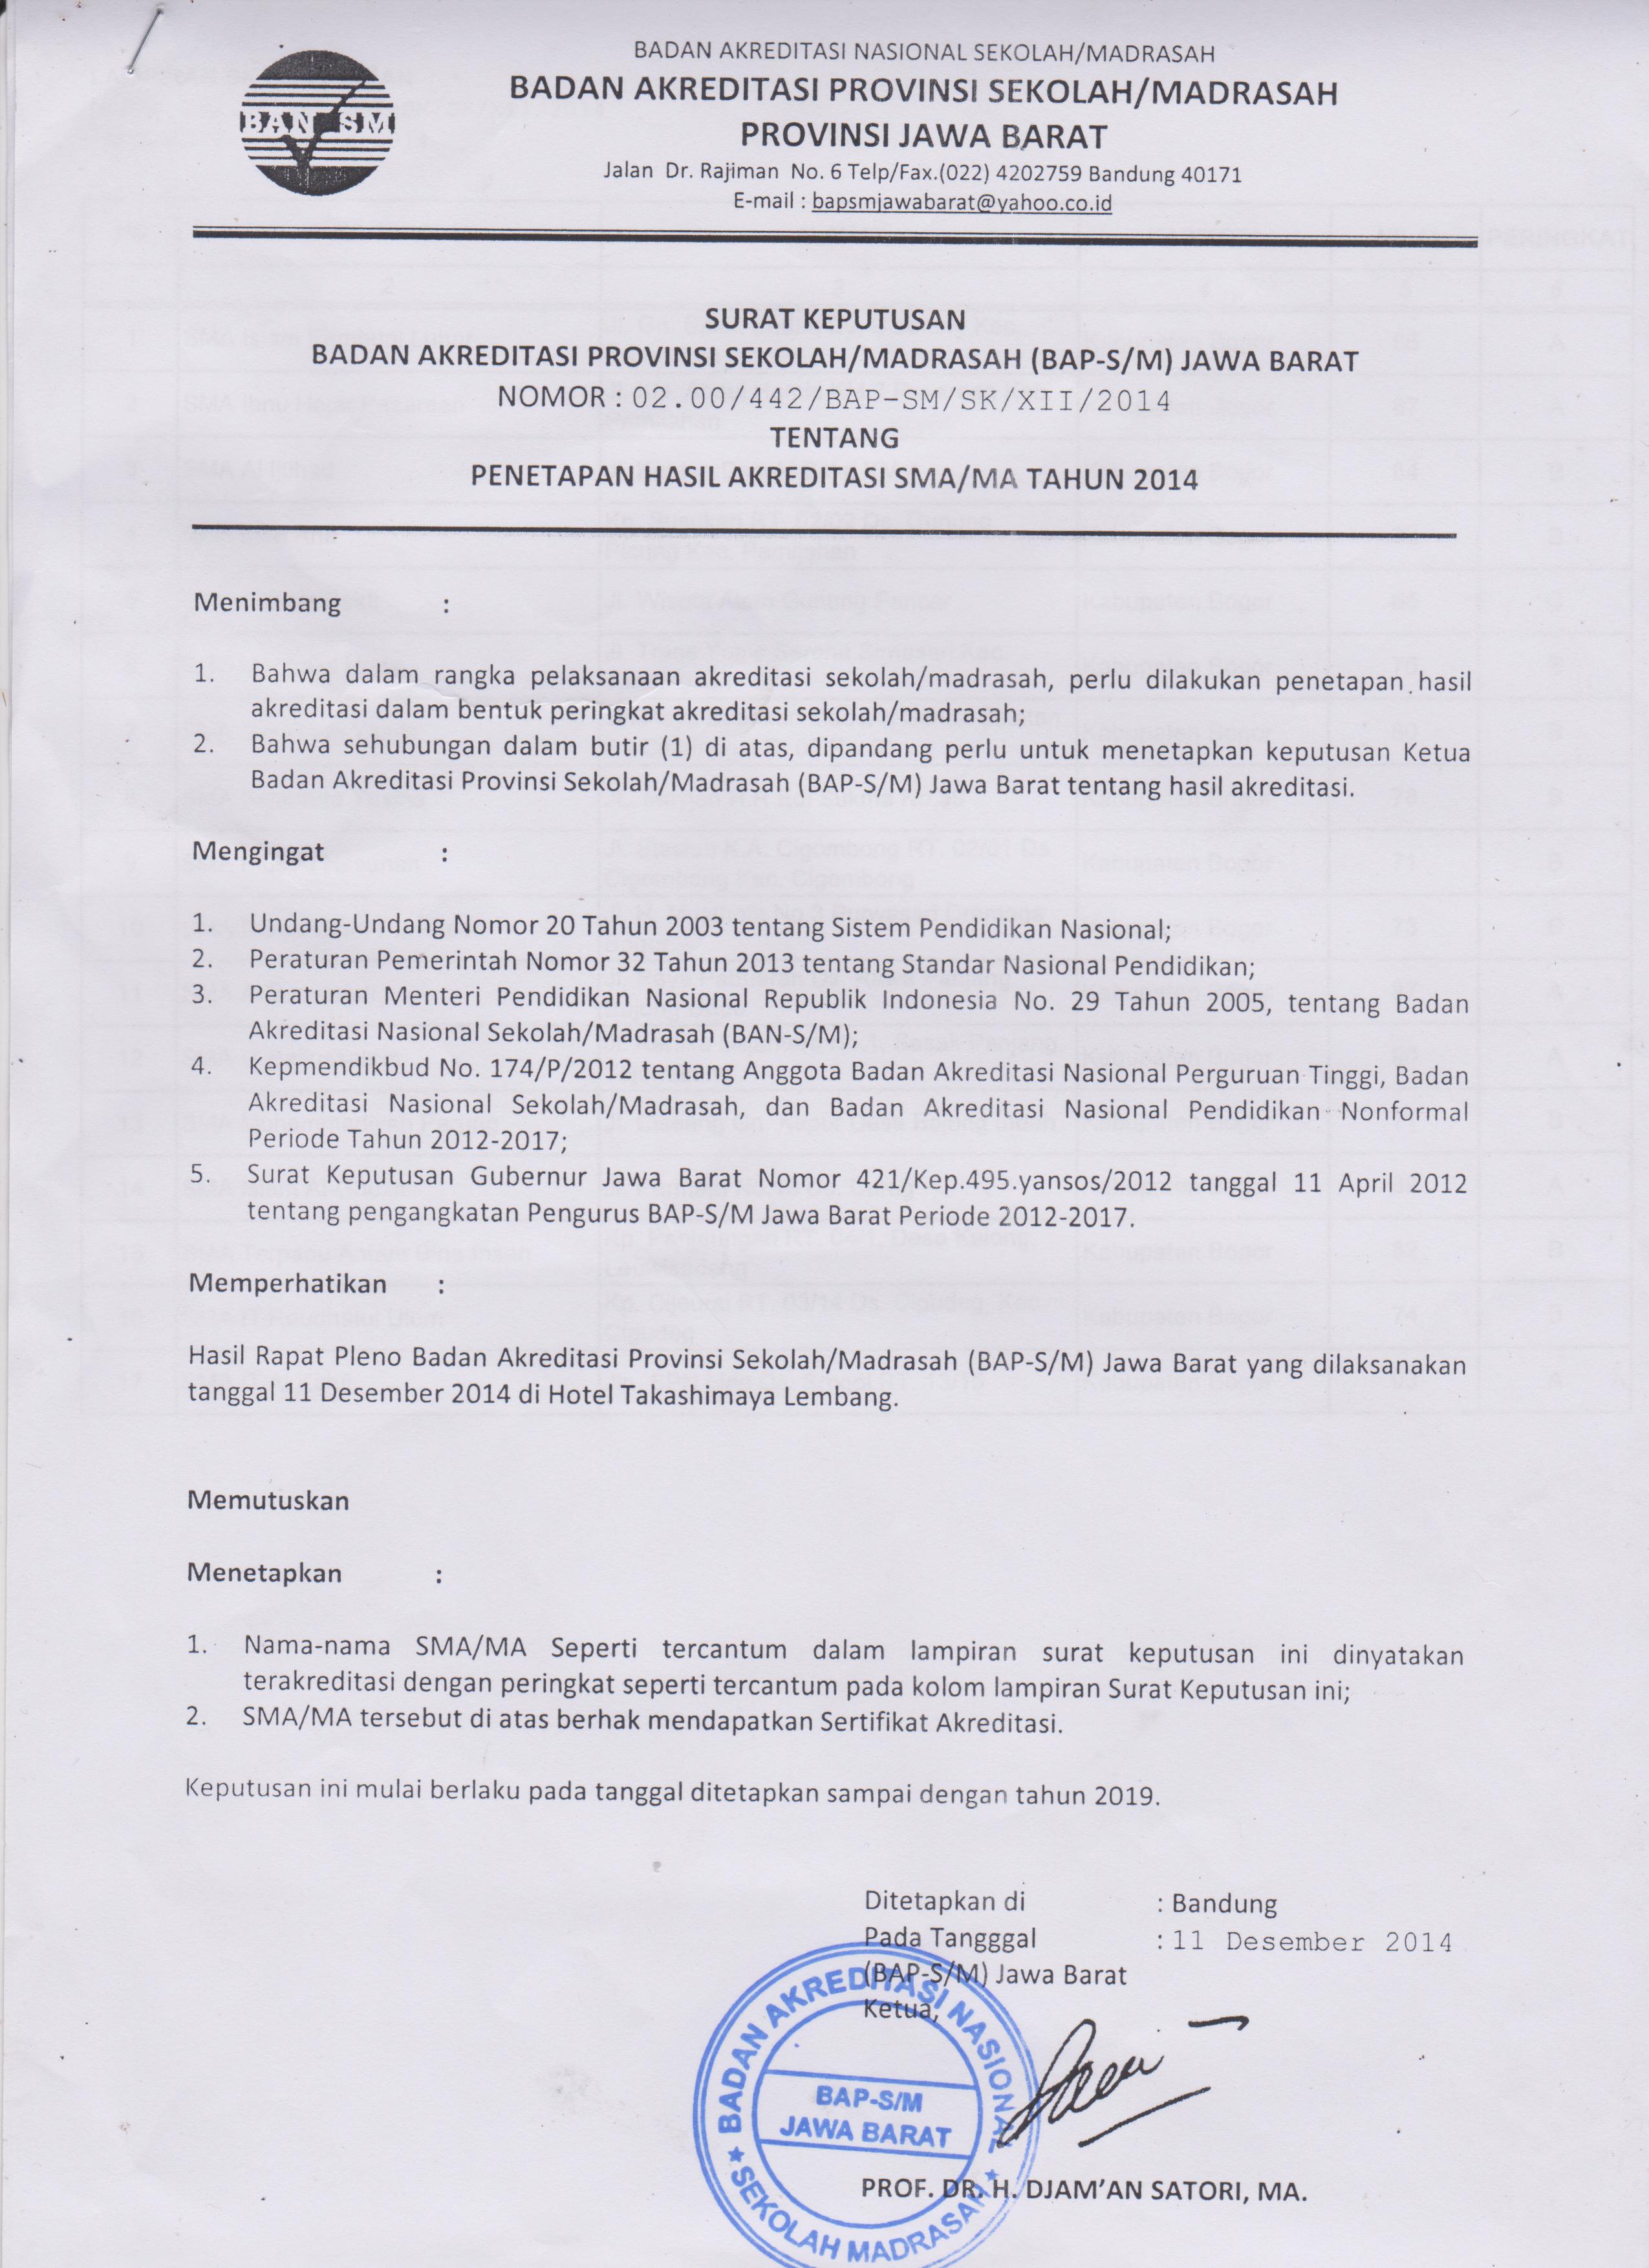 BAN SM
BADAN AKREDITASI NASIONAL SEKOLAH/MADRASAH
BADAN AKREDITASI PROVINSI SEKOLAH/MADRASAH
PROVINSI JAWA BARAT
Jalan Dr. Rajiman No. 6 Telp/Fax.(022) 4202759 Bandung 40171
E-mail : bapsmjawabarat@yahoo.co.id
SURAT KEPUTUSAN
BADAN AKREDITASI PROVINSI SEKOLAH/MADRASAH (BAP-S/M) JAWA BARAT
NOMOR : 02.00/442/BAP-SM/SK/XII/2014
TENTANG
PENETAPAN HASIL AKREDITASI SMA/MA TAHUN 2014
Menimbang :
1. Bahwa dalam rangka pelaksanaan akreditasi sekolah/madrasah, perlu dilakukan penetapan hasil
akreditasi dalam bentuk peringkat akreditasi sekolah/madrasah;
2. Bahwa sehubungan dalam butir (1) di atas, dipandang perlu untuk menetapkan keputusan Ketua
Badan Akreditasi Provinsi Sekolah/Madrasah (BAP-S/M) Jawa Barat tentang hasil akreditasi.
Mengingat :
1. Undang-Undang Nomor 20 Tahun 2003 tentang Sistem Pendidikan Nasional;
2. Peraturan Pemerintah Nomor 32 Tahun 2013 tentang Standar Nasional Pendidikan;
3. Peraturan Menteri Pendidikan Nasional Republik Indonesia No. 29 Tahun 2005, tentang Badan
Akreditasi Nasional Sekolah/Madrasah (BAN-S/M);
4. Kepmendikbud No. 174/P/2012 tentang Anggota Badan Akreditasi Nasional Perguruan Tinggi, Badan
Akreditasi Nasional Sekolah/Madrasah, dan Badan Akreditasi Nasional Pendidikan Nonformal
Periode Tahun 2012-2017;
5. Surat Keputusan Gubernur Jawa Barat Nomor 421/Kep.495.yansos/2012 tanggal 11 April 2012
tentang pengangkatan Pengurus BAP-S/M Jawa Barat Periode 2012-2017.
Memperhatikan :
Hasil Rapat Pleno Badan Akreditasi Provinsi Sekolah/Madrasah (BAP-S/M) Jawa Barat yang dilaksanakan
tanggal 11 Desember 2014 di Hotel Takashimaya Lembang.
Memutuskan
Menetapkan :
1. Nama-nama SMA/MA Seperti tercantum dalam lampiran surat keputusan ini dinyatakan
terakreditasi dengan peringkat seperti tercantum pada kolom lampiran Surat Keputusan ini;
2. SMA/MA tersebut di atas berhak mendapatkan Sertifikat Akreditasi.
Keputusan ini mulai berlaku pada tanggal ditetapkan sampai dengan tahun 2019.
Ditetapkan di : Bandung
Pada Tangggal : 11 Desember 2014
(BAP-S/M) Jawa Barat
Ketua,
BADAN AKREDITASI NASIONAL
BAP-S/M
JAWA BARAT
SEKOLAH MADRASAH
PROF. DR. H. DJAM'AN SATORI, MA.